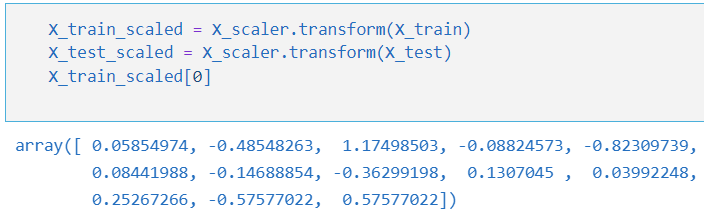 X_train_scaled = X_scaler.transform(X_train)
X_test_scaled = X_scaler.transform(X_test)
X_train_scaled[0]
array([ 0.05854974, -0.48548263,  1.17498503, -0.08824573, -0.82309739,
0.08441988, -0.14688854, -0.36299198,  0.1307045 ,  0.03992248,
0.25267266, -0.57577022,  0.57577022])